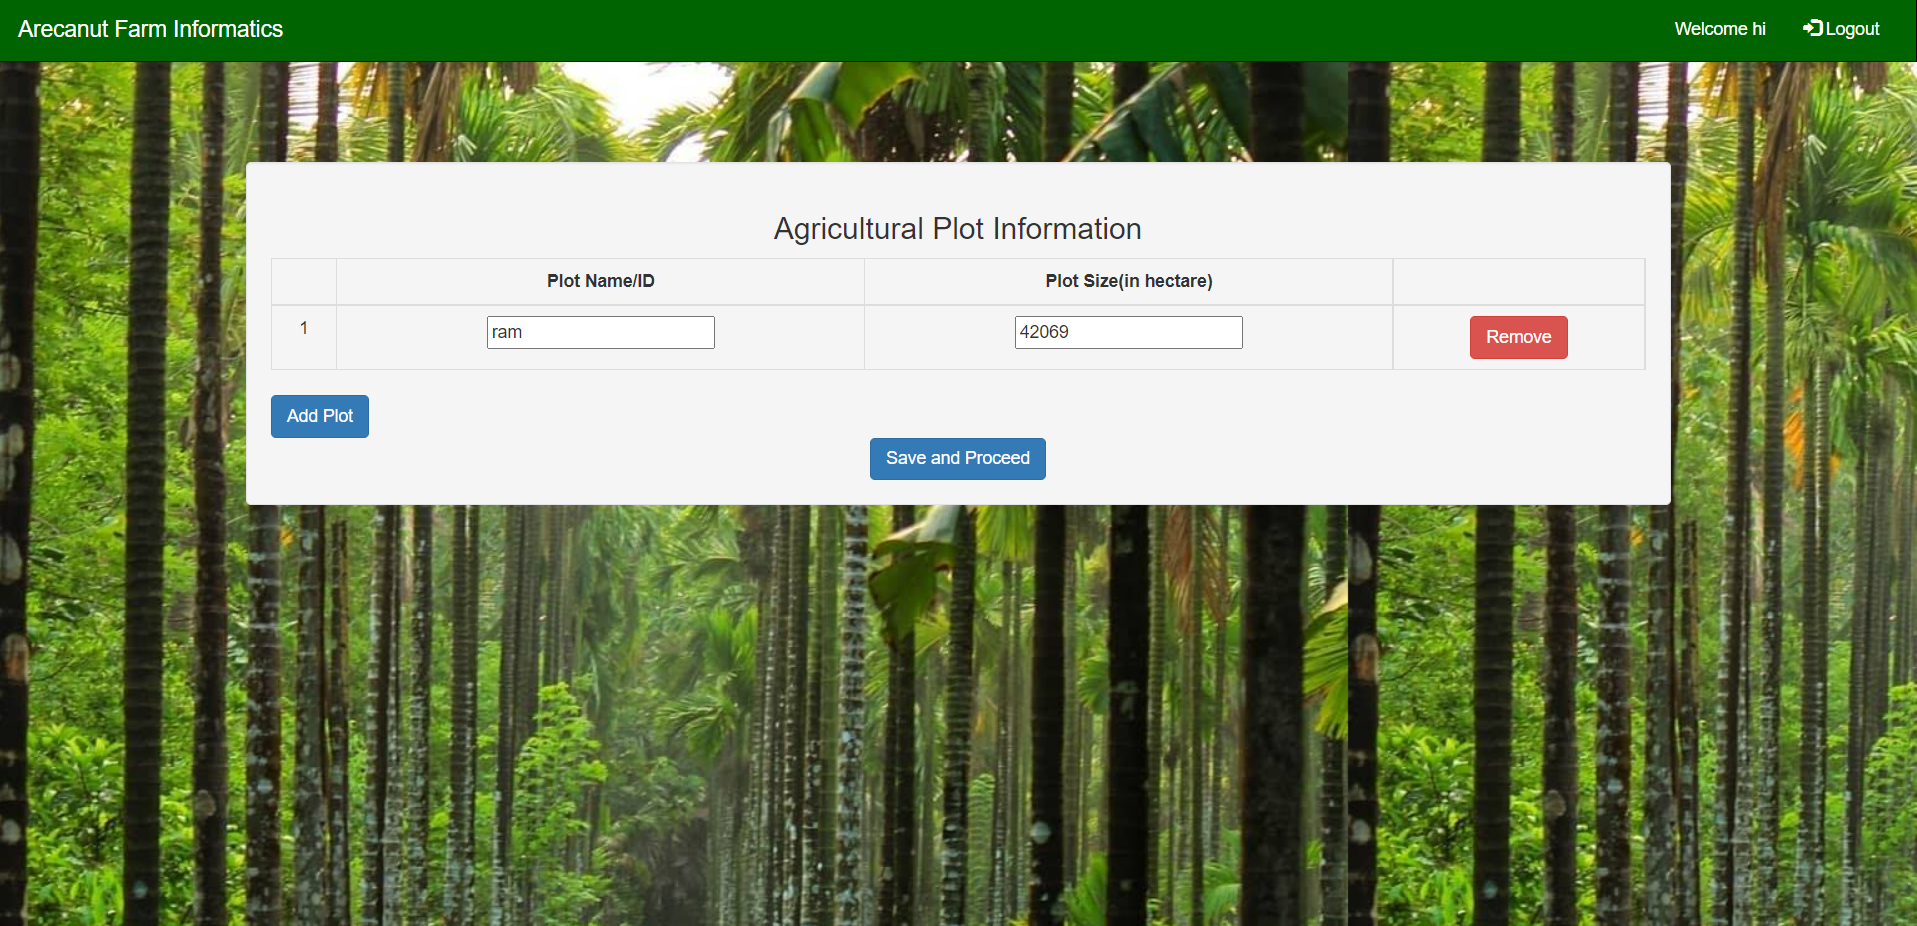 Arecanut Farm Informatics Welcome hi Logout
Agricultural Plot Information
Plot Name/ID Plot Size(in hectare)
1 ram 42069 Remove
Add Plot
Save and Proceed